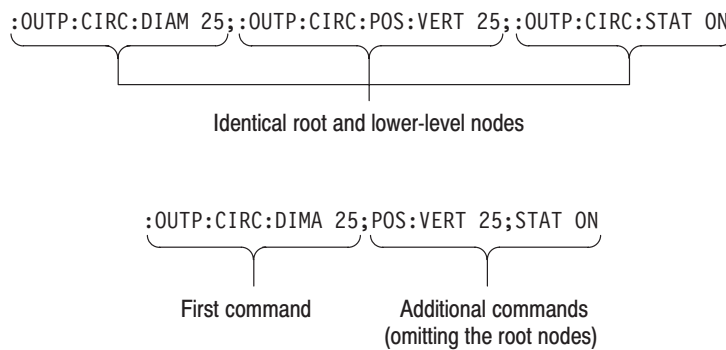 :OUTP:CIRC:DIAM 25;:OUTP:CIRC:POS:VERT 25;:OUTP:CIRC:STAT ON
Identical root and lower-level nodes
:OUTP:CIRC:DIMA 25;POS:VERT 25;STAT ON
First command
Additional commands
(omitting the root nodes)